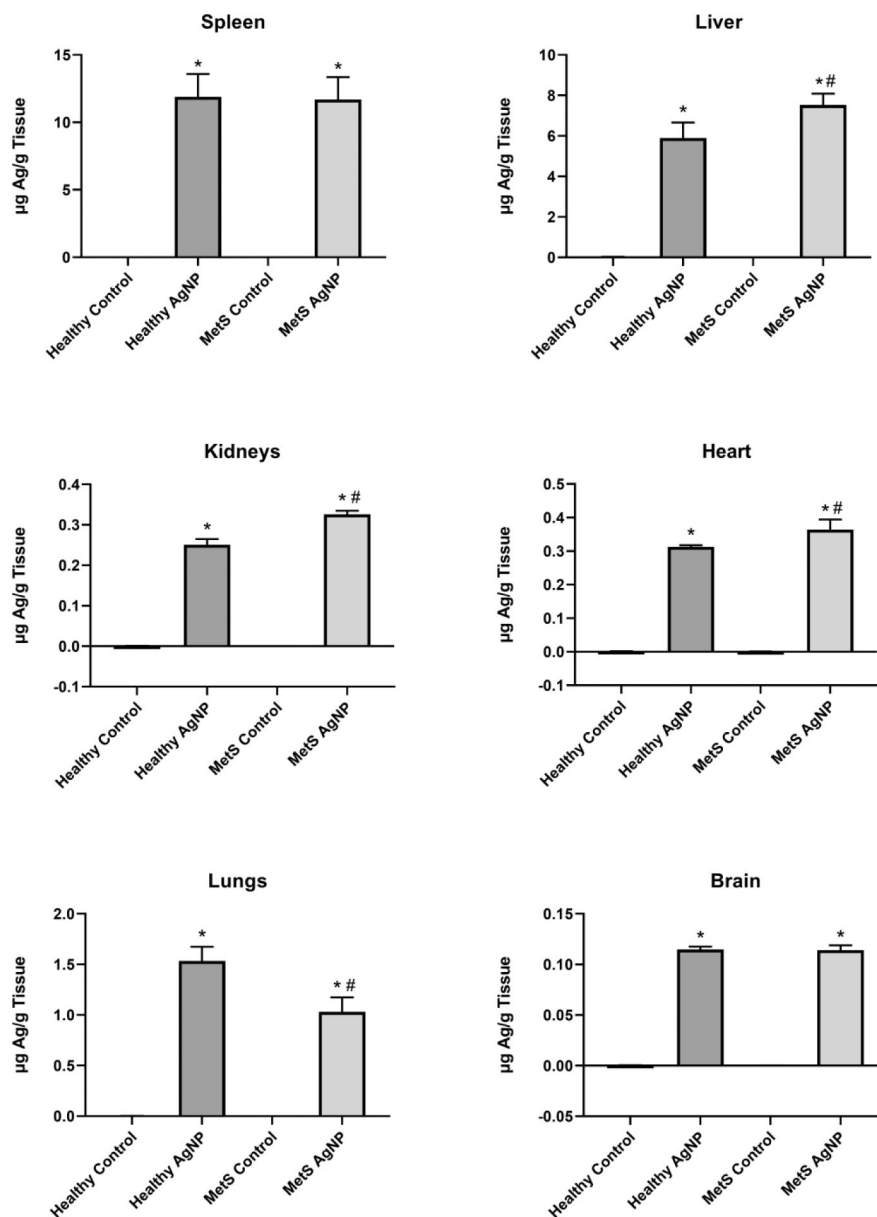 Spleen
µg Ag/g Tissue
15
10
5
0
*
*
Healthy Control
Healthy AgNP
MetS Control
MetS AgNP
Liver
µg Ag/g Tissue
10
8
6
4
2
0
*
* #
Healthy Control
Healthy AgNP
MetS Control
MetS AgNP
Kidneys
µg Ag/g Tissue
0.4
0.3
0.2
0.1
0.0
-0.1
*
* #
Healthy Control
Healthy AgNP
MetS Control
MetS AgNP
Heart
µg Ag/g Tissue
0.5
0.4
0.3
0.2
0.1
0.0
-0.1
*
* #
Healthy Control
Healthy AgNP
MetS Control
MetS AgNP
Lungs
µg Ag/g Tissue
2.0
1.5
1.0
0.5
0.0
*
* #
Healthy Control
Healthy AgNP
MetS Control
MetS AgNP
Brain
µg Ag/g Tissue
0.15
0.10
0.05
0.00
-0.05
*
*
Healthy Control
Healthy AgNP
MetS Control
MetS AgNP